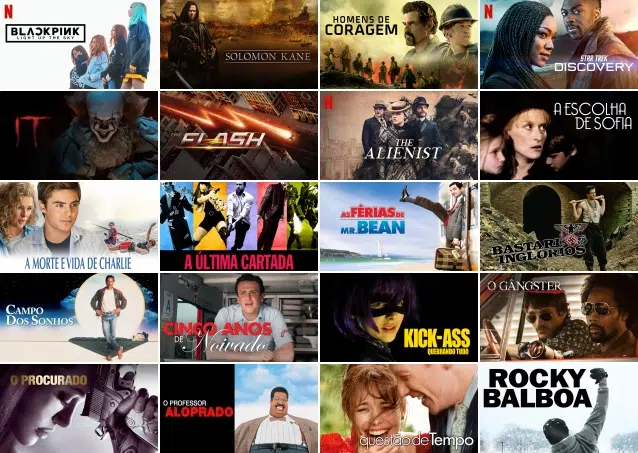 N
BLACKPINK
LIGHT UP THE SKY
SOLOMON KANE
HOMENS DE
CORAGEM
N
STAR TREK
DISCOVERY
IT
THE
FLASH
N
THE
ALIENIST
A ESCOLHA
DE SOFIA
A MORTE E VIDA DE CHARLIE
A ÚLTIMA CARTADA
AS FÉRIAS DE
MR. BEAN
BASTARDOS
INGLÓRIOS
CAMPO
DOS SONHOS
CINCO ANOS
DE Noivado
KICK-ASS
QUEBRANDO TUDO
O GÂNGSTER
O PROCURADO
O PROFESSOR
ALOPRADO
questão de Tempo
ROCKY
BALBOA